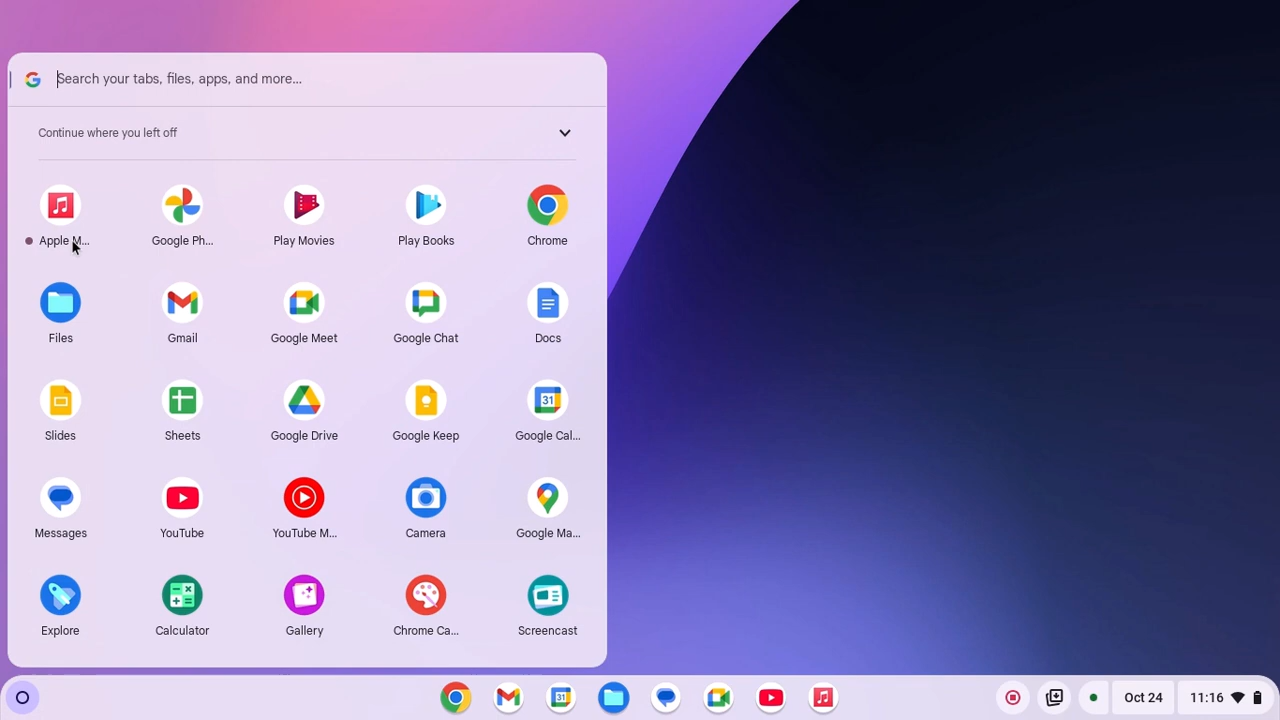 Search your tabs, files, apps, and more...
Continue where you left off
Apple M...
Google Ph...
Play Movies
Play Books
Chrome
Files
Gmail
Google Meet
Google Chat
Docs
Slides
Sheets
Google Drive
Google Keep
31
Google Cal...
Messages
YouTube
YouTube M...
Camera
Google Ma...
Explore
Calculator
Gallery
Chrome Ca...
Screencast
31
Oct 24
11:16